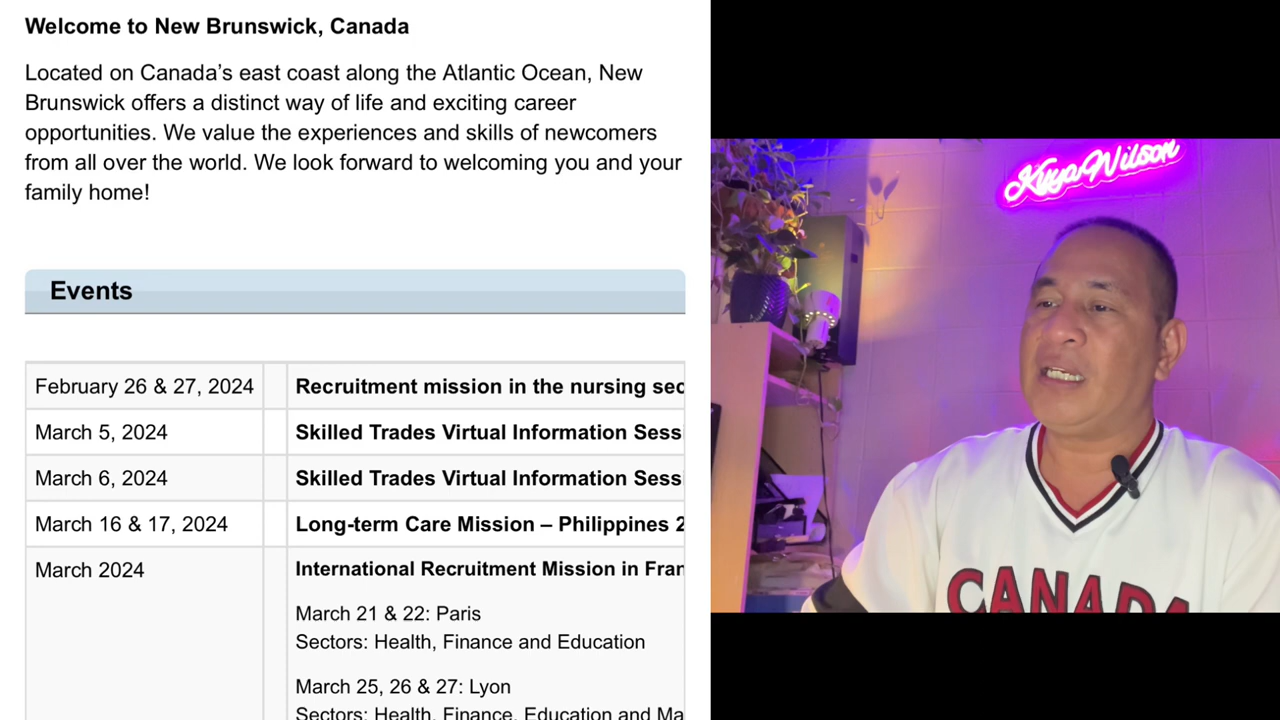 Welcome to New Brunswick, Canada
Located on Canada’s east coast along the Atlantic Ocean, New
Brunswick offers a distinct way of life and exciting career
opportunities. We value the experiences and skills of newcomers
from all over the world. We look forward to welcoming you and your
family home!
Events
February 26 & 27, 2024 Recruitment mission in the nursing sec
March 5, 2024 Skilled Trades Virtual Information Sess
March 6, 2024 Skilled Trades Virtual Information Sess
March 16 & 17, 2024 Long-term Care Mission – Philippines 2
March 2024 International Recruitment Mission in Fran
March 21 & 22: Paris
Sectors: Health, Finance and Education
March 25, 26 & 27: Lyon
Sectors: Health, Finance, Education and Ma
KuyaWilson
CANADA